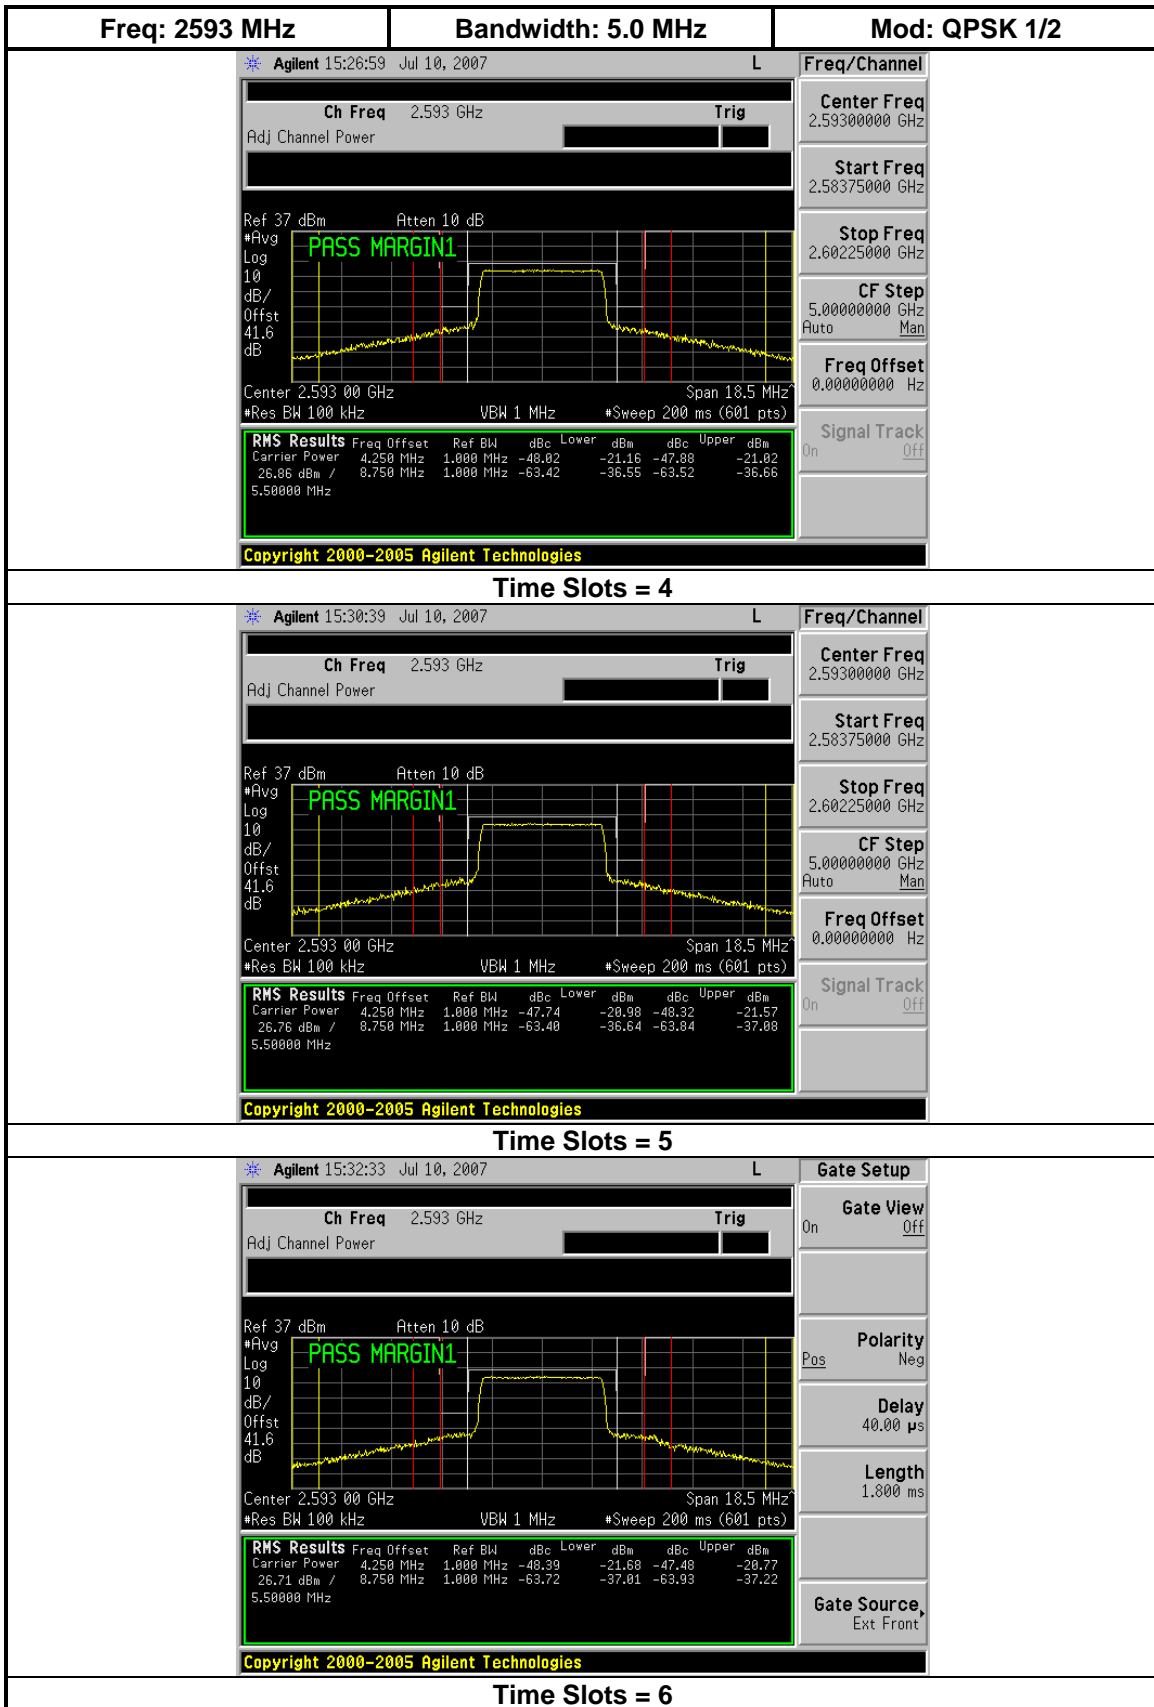 Freq: 2593 MHz Bandwidth: 5.0 MHz Mod: QPSK 1/2
Agilent 15:26:59 Jul 10, 2007 L Freq/Channel
Ch Freq 2.593 GHz Trig
Adj Channel Power
Center Freq
2.59300000 GHz
Start Freq
2.58375000 GHz
Stop Freq
2.60225000 GHz
CF Step
5.00000000 GHz
Auto Man
Freq Offset
0.00000000 Hz
Signal Track
On Off
Ref 37 dBm Atten 10 dB
#Avg
Log
10
dB/
Offst
41.6
dB
PASS MARGIN1
Center 2.593 00 GHz Span 18.5 MHz^
#Res BW 100 kHz VBW 1 MHz #Sweep 200 ms (601 pts)
RMS Results Freq Offset Ref BW dBc Lower dBm dBc Upper dBm
Carrier Power 4.250 MHz 1.000 MHz -48.02 -21.16 -47.88 -21.02
26.86 dBm / 8.750 MHz 1.000 MHz -63.42 -36.55 -63.52 -36.66
5.50000 MHz
Copyright 2000-2005 Agilent Technologies
Time Slots = 4
Agilent 15:30:39 Jul 10, 2007 L Freq/Channel
Ch Freq 2.593 GHz Trig
Adj Channel Power
Center Freq
2.59300000 GHz
Start Freq
2.58375000 GHz
Stop Freq
2.60225000 GHz
CF Step
5.00000000 GHz
Auto Man
Freq Offset
0.00000000 Hz
Signal Track
On Off
Ref 37 dBm Atten 10 dB
#Avg
Log
10
dB/
Offst
41.6
dB
PASS MARGIN1
Center 2.593 00 GHz Span 18.5 MHz^
#Res BW 100 kHz VBW 1 MHz #Sweep 200 ms (601 pts)
RMS Results Freq Offset Ref BW dBc Lower dBm dBc Upper dBm
Carrier Power 4.250 MHz 1.000 MHz -47.74 -20.98 -48.32 -21.57
26.76 dBm / 8.750 MHz 1.000 MHz -63.40 -36.64 -63.84 -37.08
5.50000 MHz
Copyright 2000-2005 Agilent Technologies
Time Slots = 5
Agilent 15:32:33 Jul 10, 2007 L Gate Setup
Ch Freq 2.593 GHz Trig
Adj Channel Power
Gate View
On Off
Polarity
Pos Neg
Delay
40.00 µs
Length
1.800 ms
Gate Source
Ext Front
Ref 37 dBm Atten 10 dB
#Avg
Log
10
dB/
Offst
41.6
dB
PASS MARGIN1
Center 2.593 00 GHz Span 18.5 MHz^
#Res BW 100 kHz VBW 1 MHz #Sweep 200 ms (601 pts)
RMS Results Freq Offset Ref BW dBc Lower dBm dBc Upper dBm
Carrier Power 4.250 MHz 1.000 MHz -48.39 -21.68 -47.48 -20.77
26.71 dBm / 8.750 MHz 1.000 MHz -63.72 -37.01 -63.93 -37.22
5.50000 MHz
Copyright 2000-2005 Agilent Technologies
Time Slots = 6